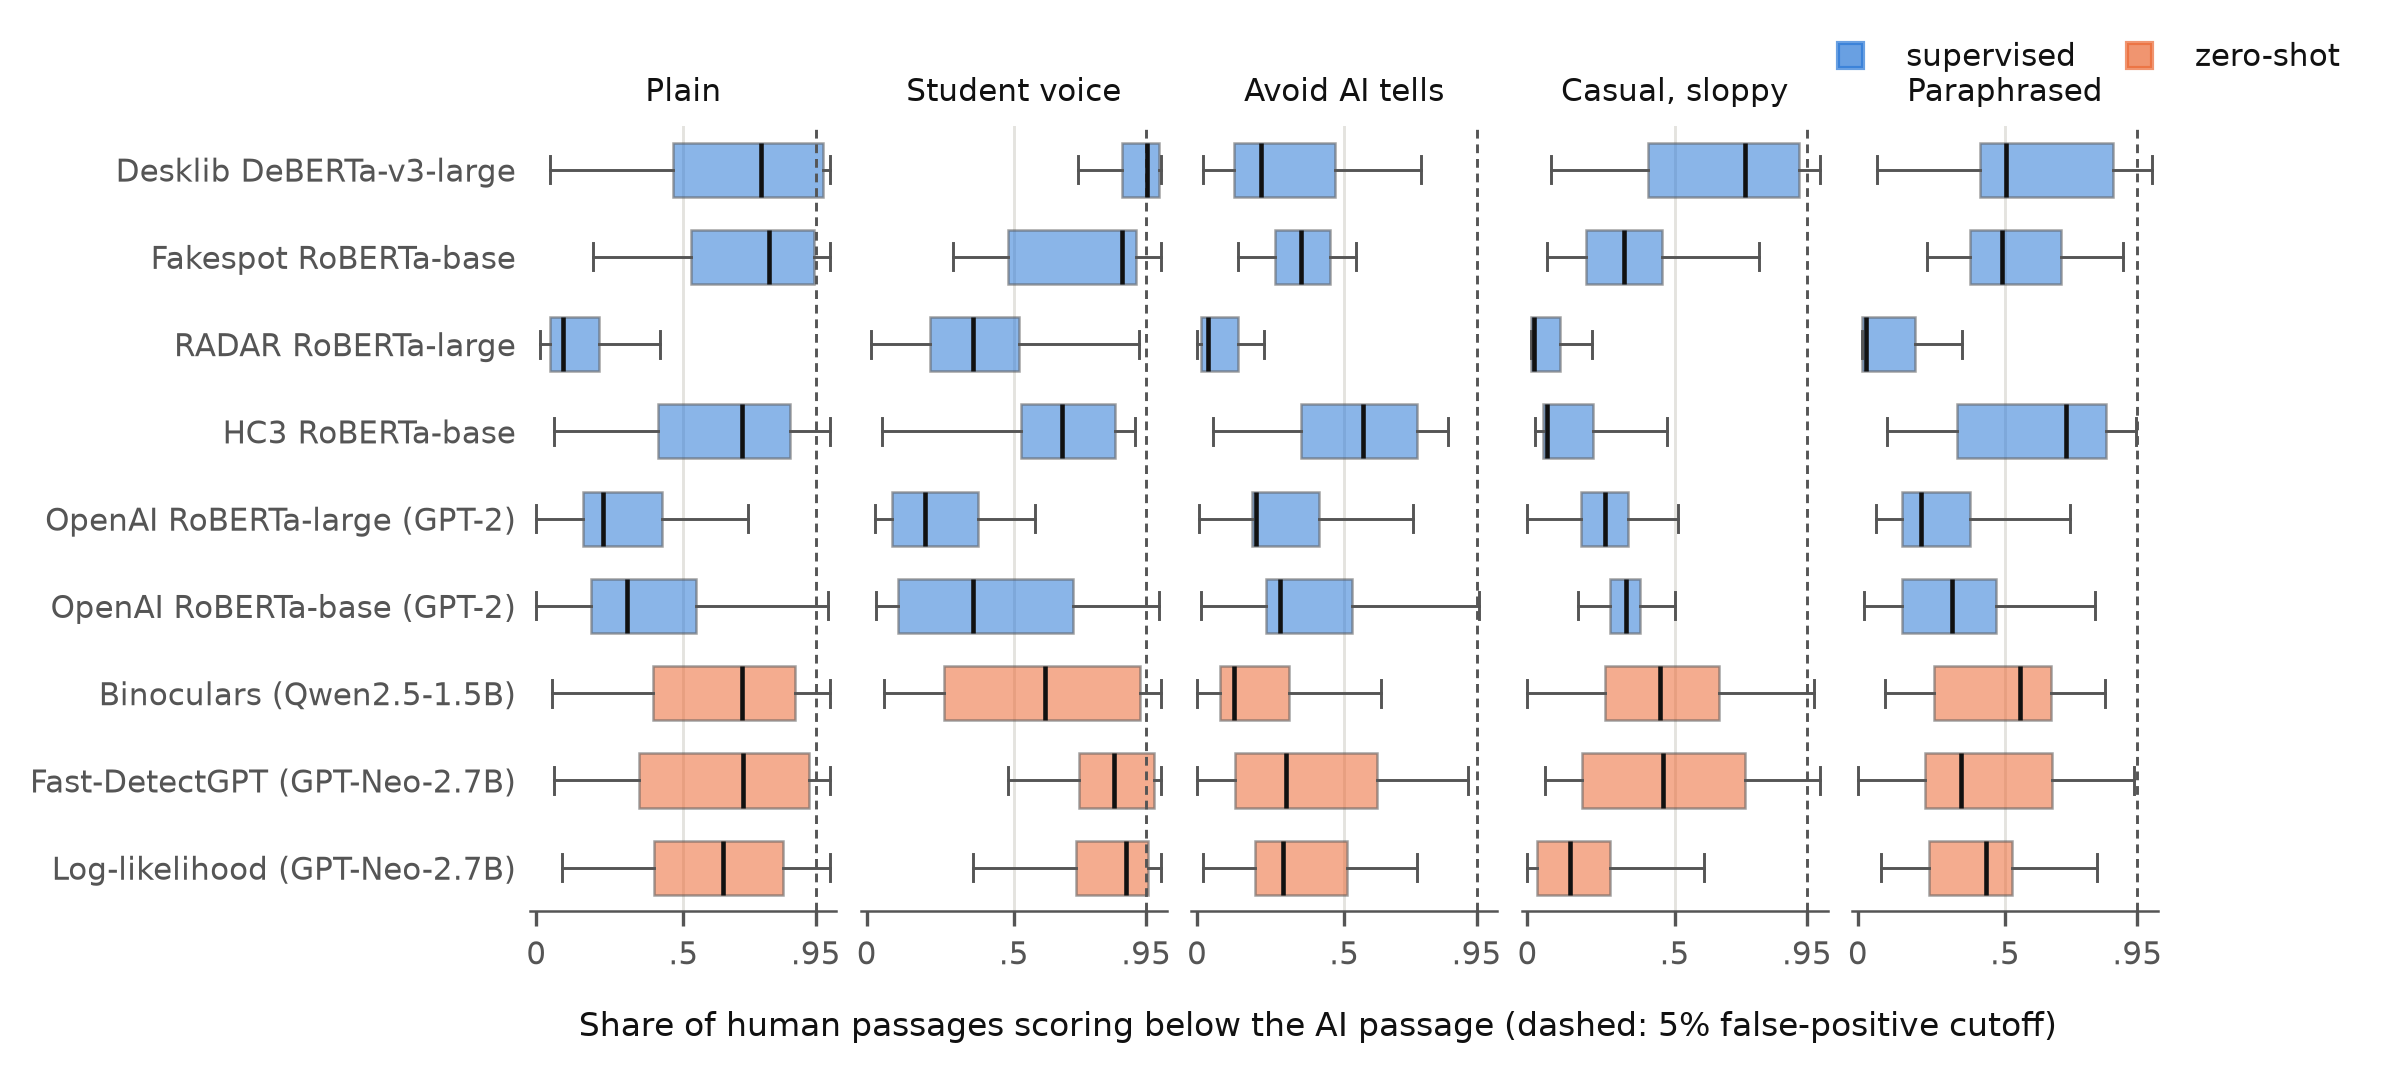 supervised zero-shot
Plain Student voice Avoid AI tells Casual, sloppy Paraphrased
Desklib DeBERTa-v3-large
Fakespot RoBERTa-base
RADAR RoBERTa-large
HC3 RoBERTa-base
OpenAI RoBERTa-large (GPT-2)
OpenAI RoBERTa-base (GPT-2)
Binoculars (Qwen2.5-1.5B)
Fast-DetectGPT (GPT-Neo-2.7B)
Log-likelihood (GPT-Neo-2.7B)
0 .5 .95 0 .5 .95 0 .5 .95 0 .5 .95 0 .5 .95
Share of human passages scoring below the AI passage (dashed: 5% false-positive cutoff)